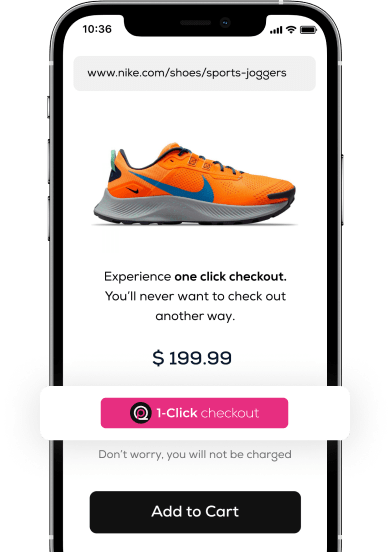 10:36
www.nike.com/shoes/sports-joggers
Experience one click checkout.
You'll never want to check out
another way.
$ 199.99
1-Click checkout
Don't worry, you will not be charged
Add to Cart